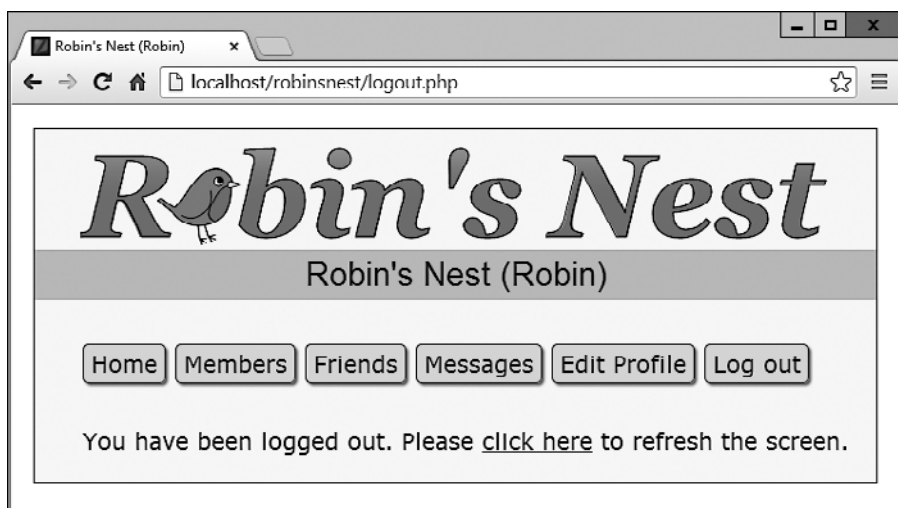 Robin's Nest (Robin)
localhost/robinsnest/logout.php
Robin's Nest
Robin's Nest (Robin)
Home Members Friends Messages Edit Profile Log out
You have been logged out. Please click here to refresh the screen.